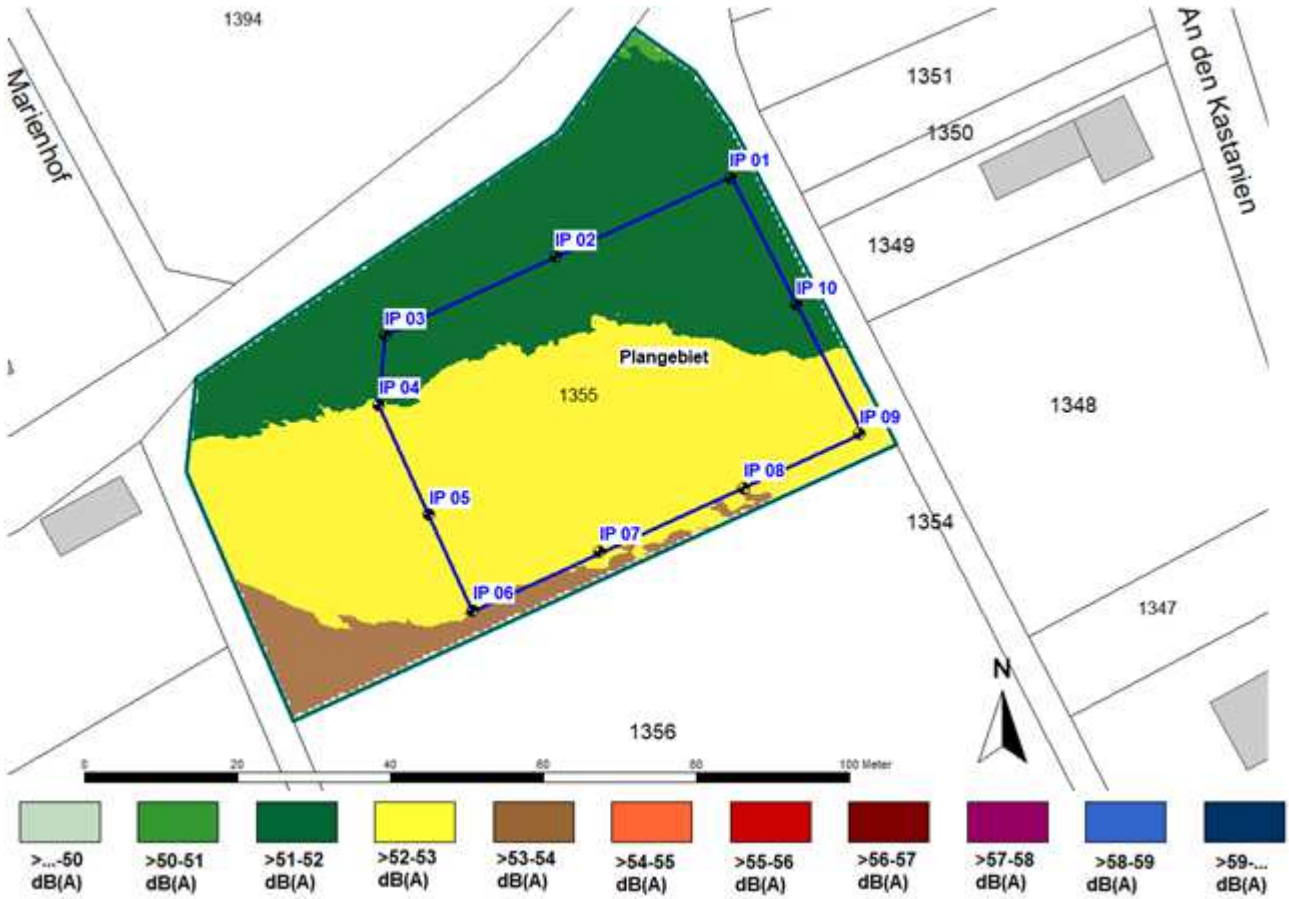 1394
Marienhof
An den Kastanien
1351
1350
IP 01
IP 02
1349
IP 10
IP 03
Plangebiet
IP 04
1355
1348
IP 09
IP 08
IP 05
1354
IP 07
IP 06
1347
N
1356
0 20 40 60 80 100 Meter
>...-50 dB(A)
>50-51 dB(A)
>51-52 dB(A)
>52-53 dB(A)
>53-54 dB(A)
>54-55 dB(A)
>55-56 dB(A)
>56-57 dB(A)
>57-58 dB(A)
>58-59 dB(A)
>59-... dB(A)